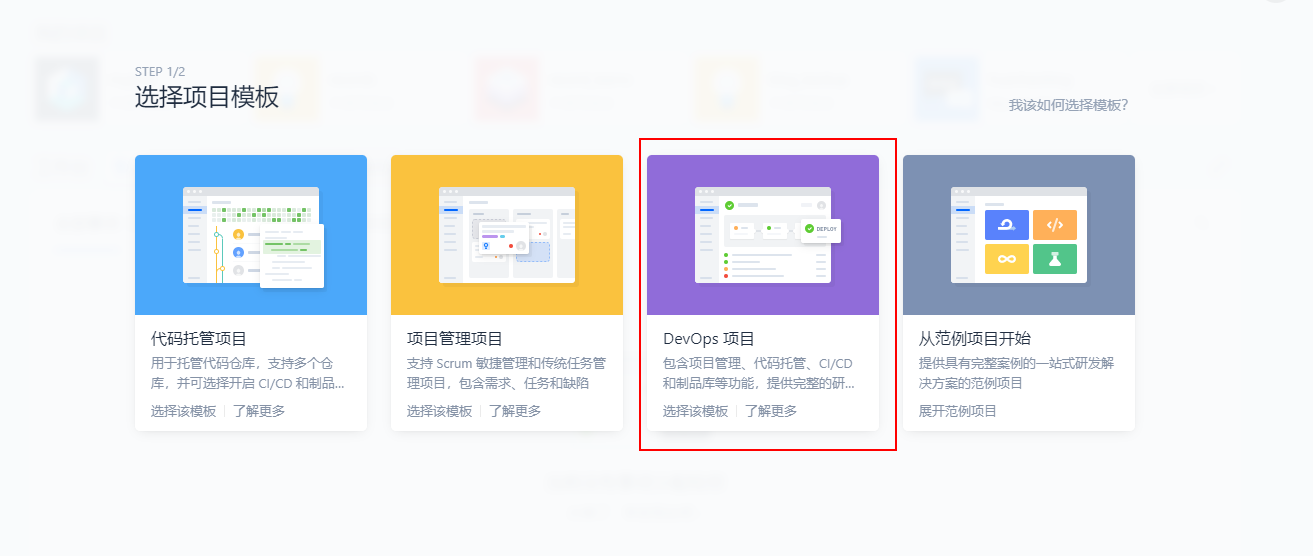 STEP 1/2
选择项目模板
我该如何选择模板?
DEPLOY
代码托管项目
用于托管代码仓库，支持多个仓
库，并可选择开启 CI/CD 和制品...
选择该模板 | 了解更多
项目管理项目
支持 Scrum 敏捷管理和传统任务管
理项目，包含需求、任务和缺陷
选择该模板 | 了解更多
DevOps 项目
包含项目管理、代码托管、CI/CD
和制品库等功能，提供完整的研...
选择该模板 | 了解更多
从范例项目开始
提供具有完整案例的一站式研发解
决方案的范例项目
展开范例项目